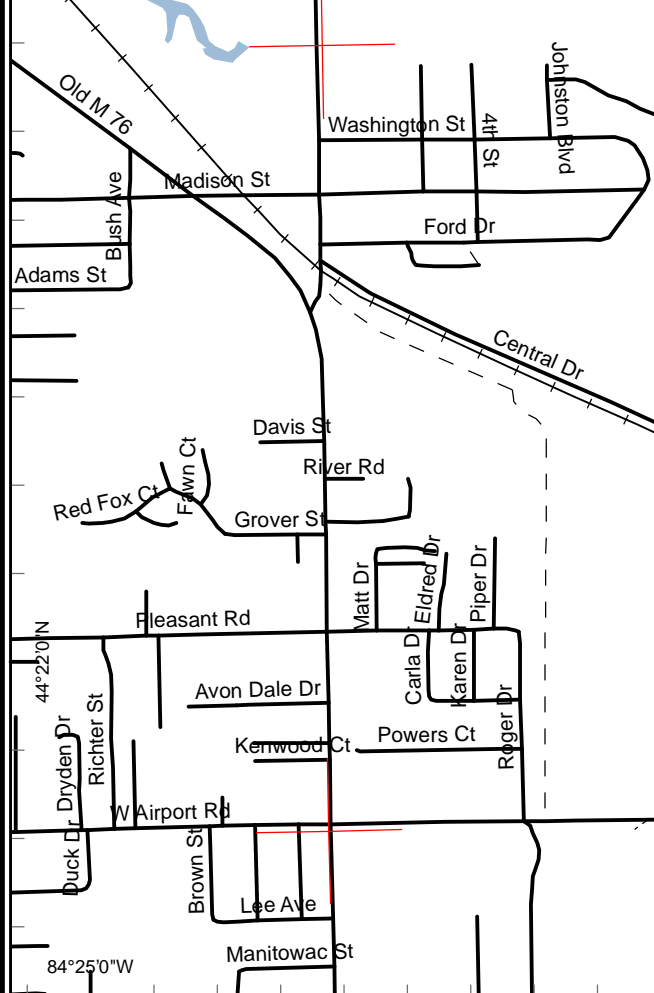 Johnston Blvd
Old M 76
Washington St
4th St
Madison St
Bush Ave
Ford Dr
Adams St
Central Dr
Davis St
Fawn Ct
River Rd
Red Fox Ct
Grover St
Matt Dr
Eldred Dr
Piper Dr
Pleasant Rd
44°22'0"N
Carla Dr
Karen Dr
Avon Dale Dr
Richter St
Roger Dr
Dryden Dr
Kenwood Ct
Powers Ct
W Airport Rd
Duck Dr
Brown St
Lee Ave
Manitowac St
84°25'0"W